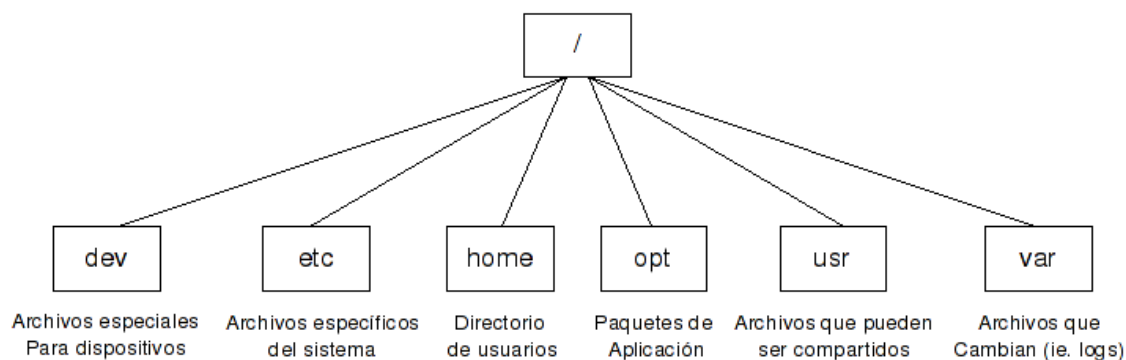 /
dev
etc
home
opt
usr
var
Archivos especiales
Para dispositivos
Archivos específicos
del sistema
Directorio
de usuarios
Paquetes de
Aplicación
Archivos que pueden
ser compartidos
Archivos que
Cambian (ie. logs)